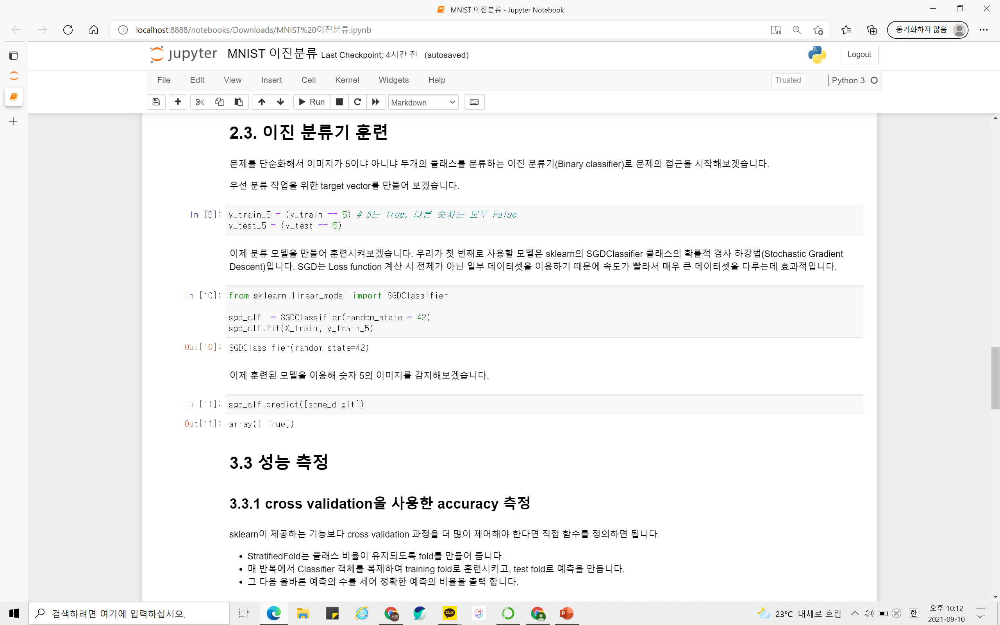 MNIST 이진분류 - Jupyter Notebook
localhost:8888/notebooks/Downloads/MNIST%20이진분류.ipynb
동기화하지 않음
jupyter MNIST 이진분류 Last Checkpoint: 4시간 전 (autosaved)
Logout
File Edit View Insert Cell Kernel Widgets Help
Trusted
Python 3
Run
Markdown
2.3. 이진 분류기 훈련
문제를 단순화해서 이미지가 5이냐 아니냐 두개의 클래스를 분류하는 이진 분류기(Binary classifier)로 문제의 접근을 시작해보겟습니다.
우선 분류 작업을 위한 target vector를 만들어 보겠습니다.
In [9]: y_train_5 = (y_train == 5) # 5는 True, 다른 숫자는 모두 False
y_test_5 = (y_test == 5)
이제 분류 모델을 만들어 훈련시켜보겠습니다. 우리가 첫 번째로 사용할 모델은 sklearn의 SGDClassifier 클래스의 확률적 경사 하강법(Stochastic Gradient
Descent)입니다. SGD는 Loss function 계산 시 전체가 아닌 일부 데이터셋을 이용하기 때문에 속도가 빨라서 매우 큰 데이터셋을 다루는데 효과적입니다.
In [10]: from sklearn.linear_model import SGDClassifier
sgd_clf  = SGDClassifier(random_state = 42)
sgd_clf.fit(X_train, y_train_5)
Out[10]: SGDClassifier(random_state=42)
이제 훈련된 모델을 이용해 숫자 5의 이미지를 감지해보겠습니다.
In [11]: sgd_clf.predict([some_digit])
Out[11]: array([ True])
3.3 성능 측정
3.3.1 cross validation을 사용한 accuracy 측정
sklearn이 제공하는 기능보다 cross validation 과정을 더 많이 제어해야 한다면 직접 함수를 정의하면 됩니다.
• StratifiedFold는 클래스 비율이 유지되도록 fold를 만들어 줍니다.
• 매 반복에서 Classifier 객체를 복제하여 training fold로 훈련시키고, test fold로 예측을 만듭니다.
• 그 다음 올바른 예측의 수를 세어 정확한 예측의 비율을 출력 합니다.
검색하려면 여기에 입력하십시오.
서영
TALK
P
23°C 대체로 흐림
한
오후 10:12
2021-09-10